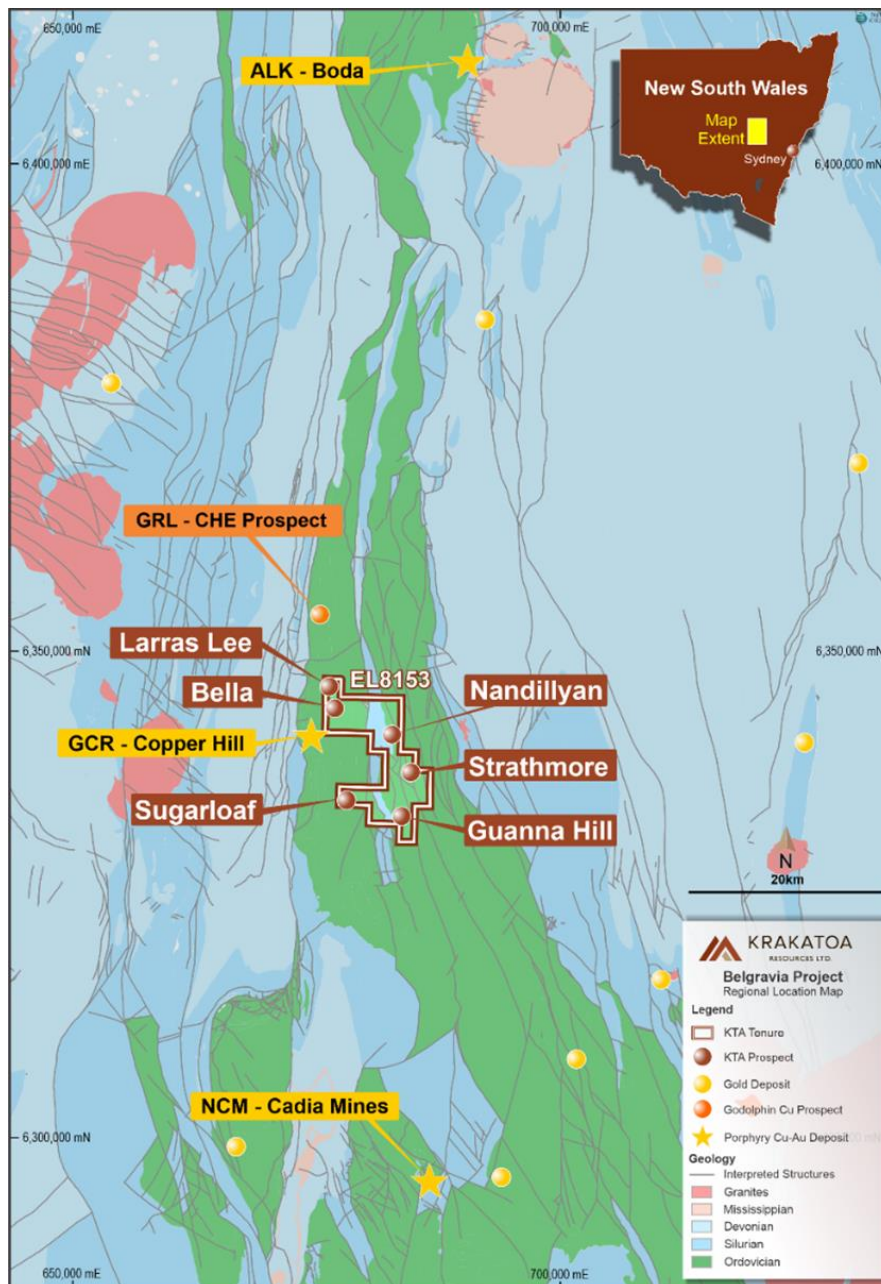 650,000 mE
700,000 mE
ALK - Boda
New South Wales
Map
Extent
Sydney
6,400,000 mE
6,400,000 mN
GRL - CHE Prospect
6,350,000 mN
6,350,000 mN
Larras Lee
EL8153
Bella
Nandillyan
GCR - Copper Hill
Strathmore
Sugarloaf
Guanna Hill
N
20km
KRAKATOA
RESOURCES LTD.
Belgravia Project
Regional Location Map
Legend
KTA Tenure
KTA Prospect
Gold Deposit
Godolphin Cu Prospect
Porphyry Cu-Au Deposit
NCM - Cadia Mines
6,300,000 mN
Geology
Interpreted Structures
Granites
Mississippian
Devonian
Silurian
Ordovician
650,000 mE
700,000 mE